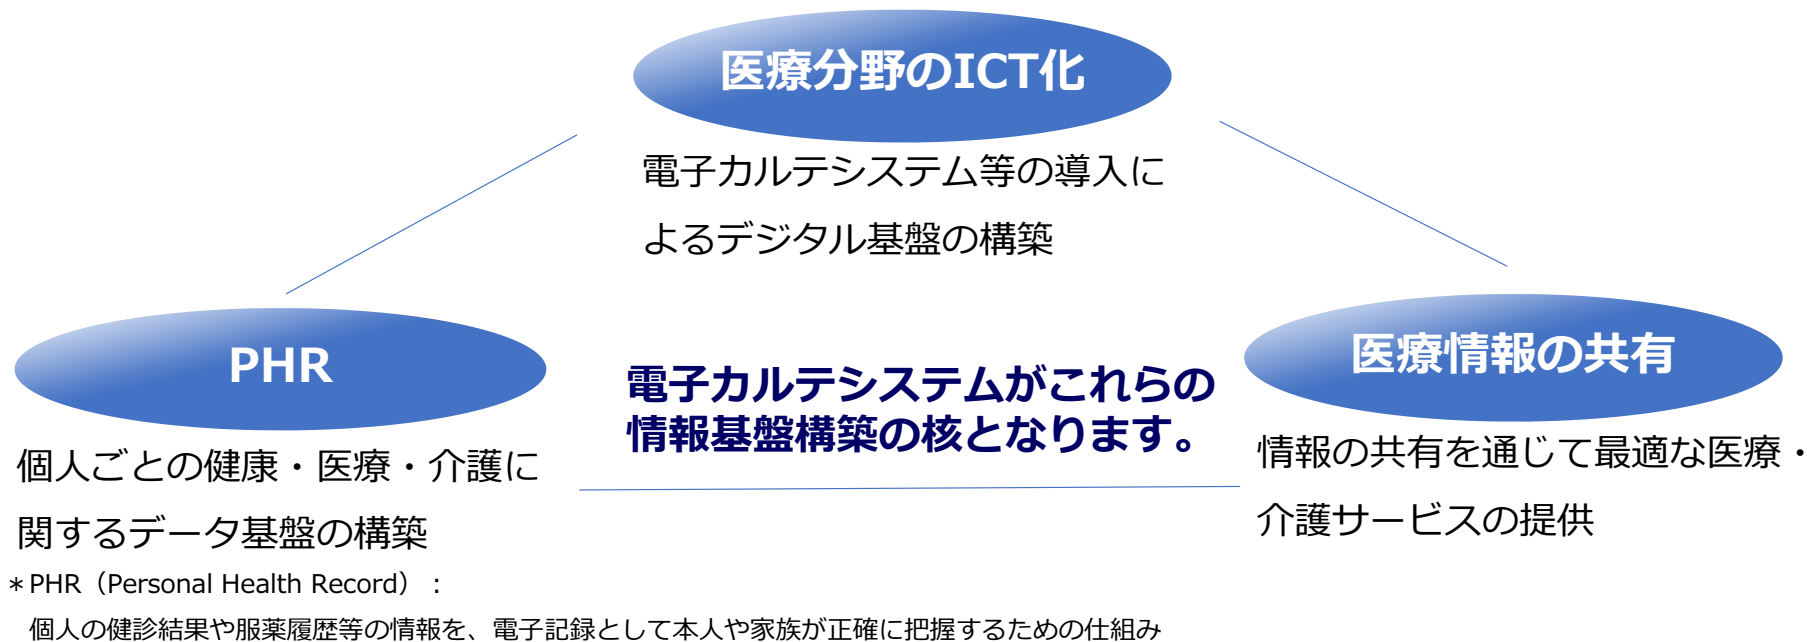 医療分野のICT化
電子カルテシステム等の導入に
よるデジタル基盤の構築
PHR
個人ごとの健康・医療・介護に
関するデータ基盤の構築
電子カルテシステムがこれらの
情報基盤構築の核となります。
医療情報の共有
情報の共有を通じて最適な医療・
介護サービスの提供
＊PHR（Personal Health Record）：
個人の健診結果や服薬履歴等の情報を、電子記録として本人や家族が正確に把握するための仕組み